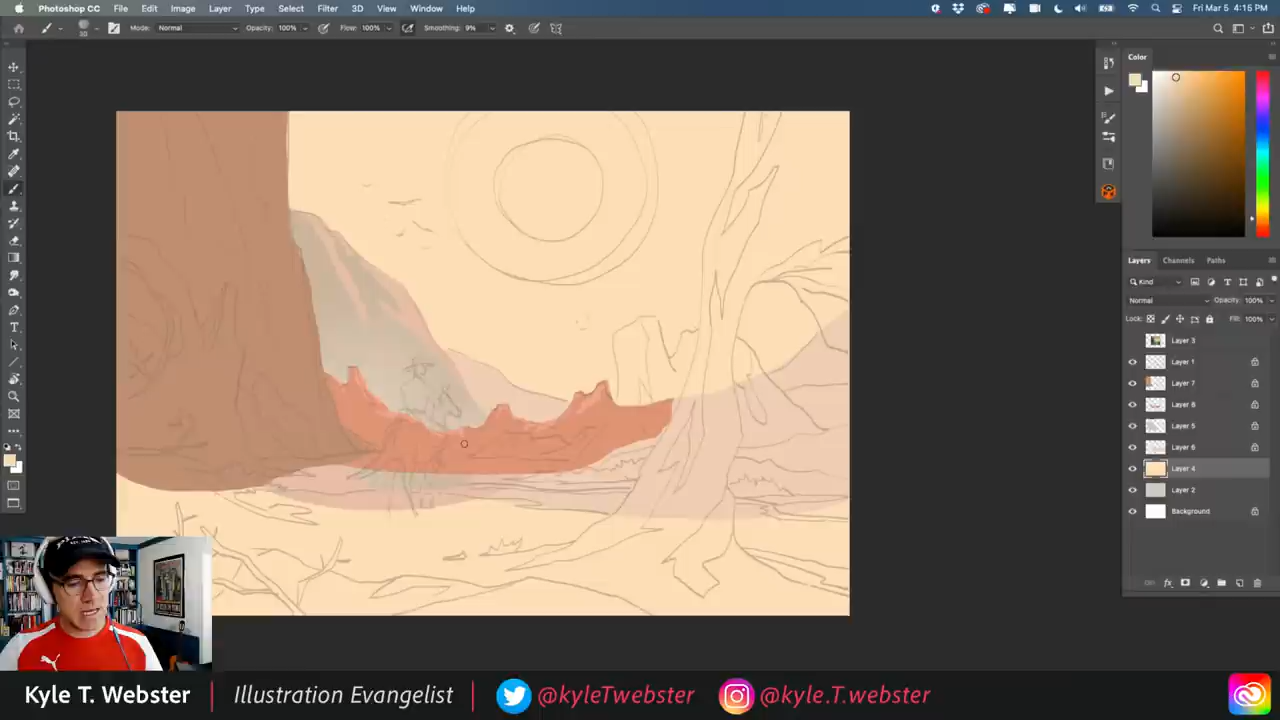 Photoshop CC File Edit Image Layer Type Select Filter 3D View Window Help Fri Mar 5 4:15 PM
Mode: Normal Opacity: 100% Flow: 100% Smoothing: 9%
Color
Layers Channels Paths
Kind
Normal Opacity: 100%
Lock: Fill: 100%
Layer 3
Layer 1
Layer 7
Layer 8
Layer 5
Layer 6
Layer 4
Layer 2
Background
Kyle T. Webster Illustration Evangelist @kyleTwebster @kyle.T.webster